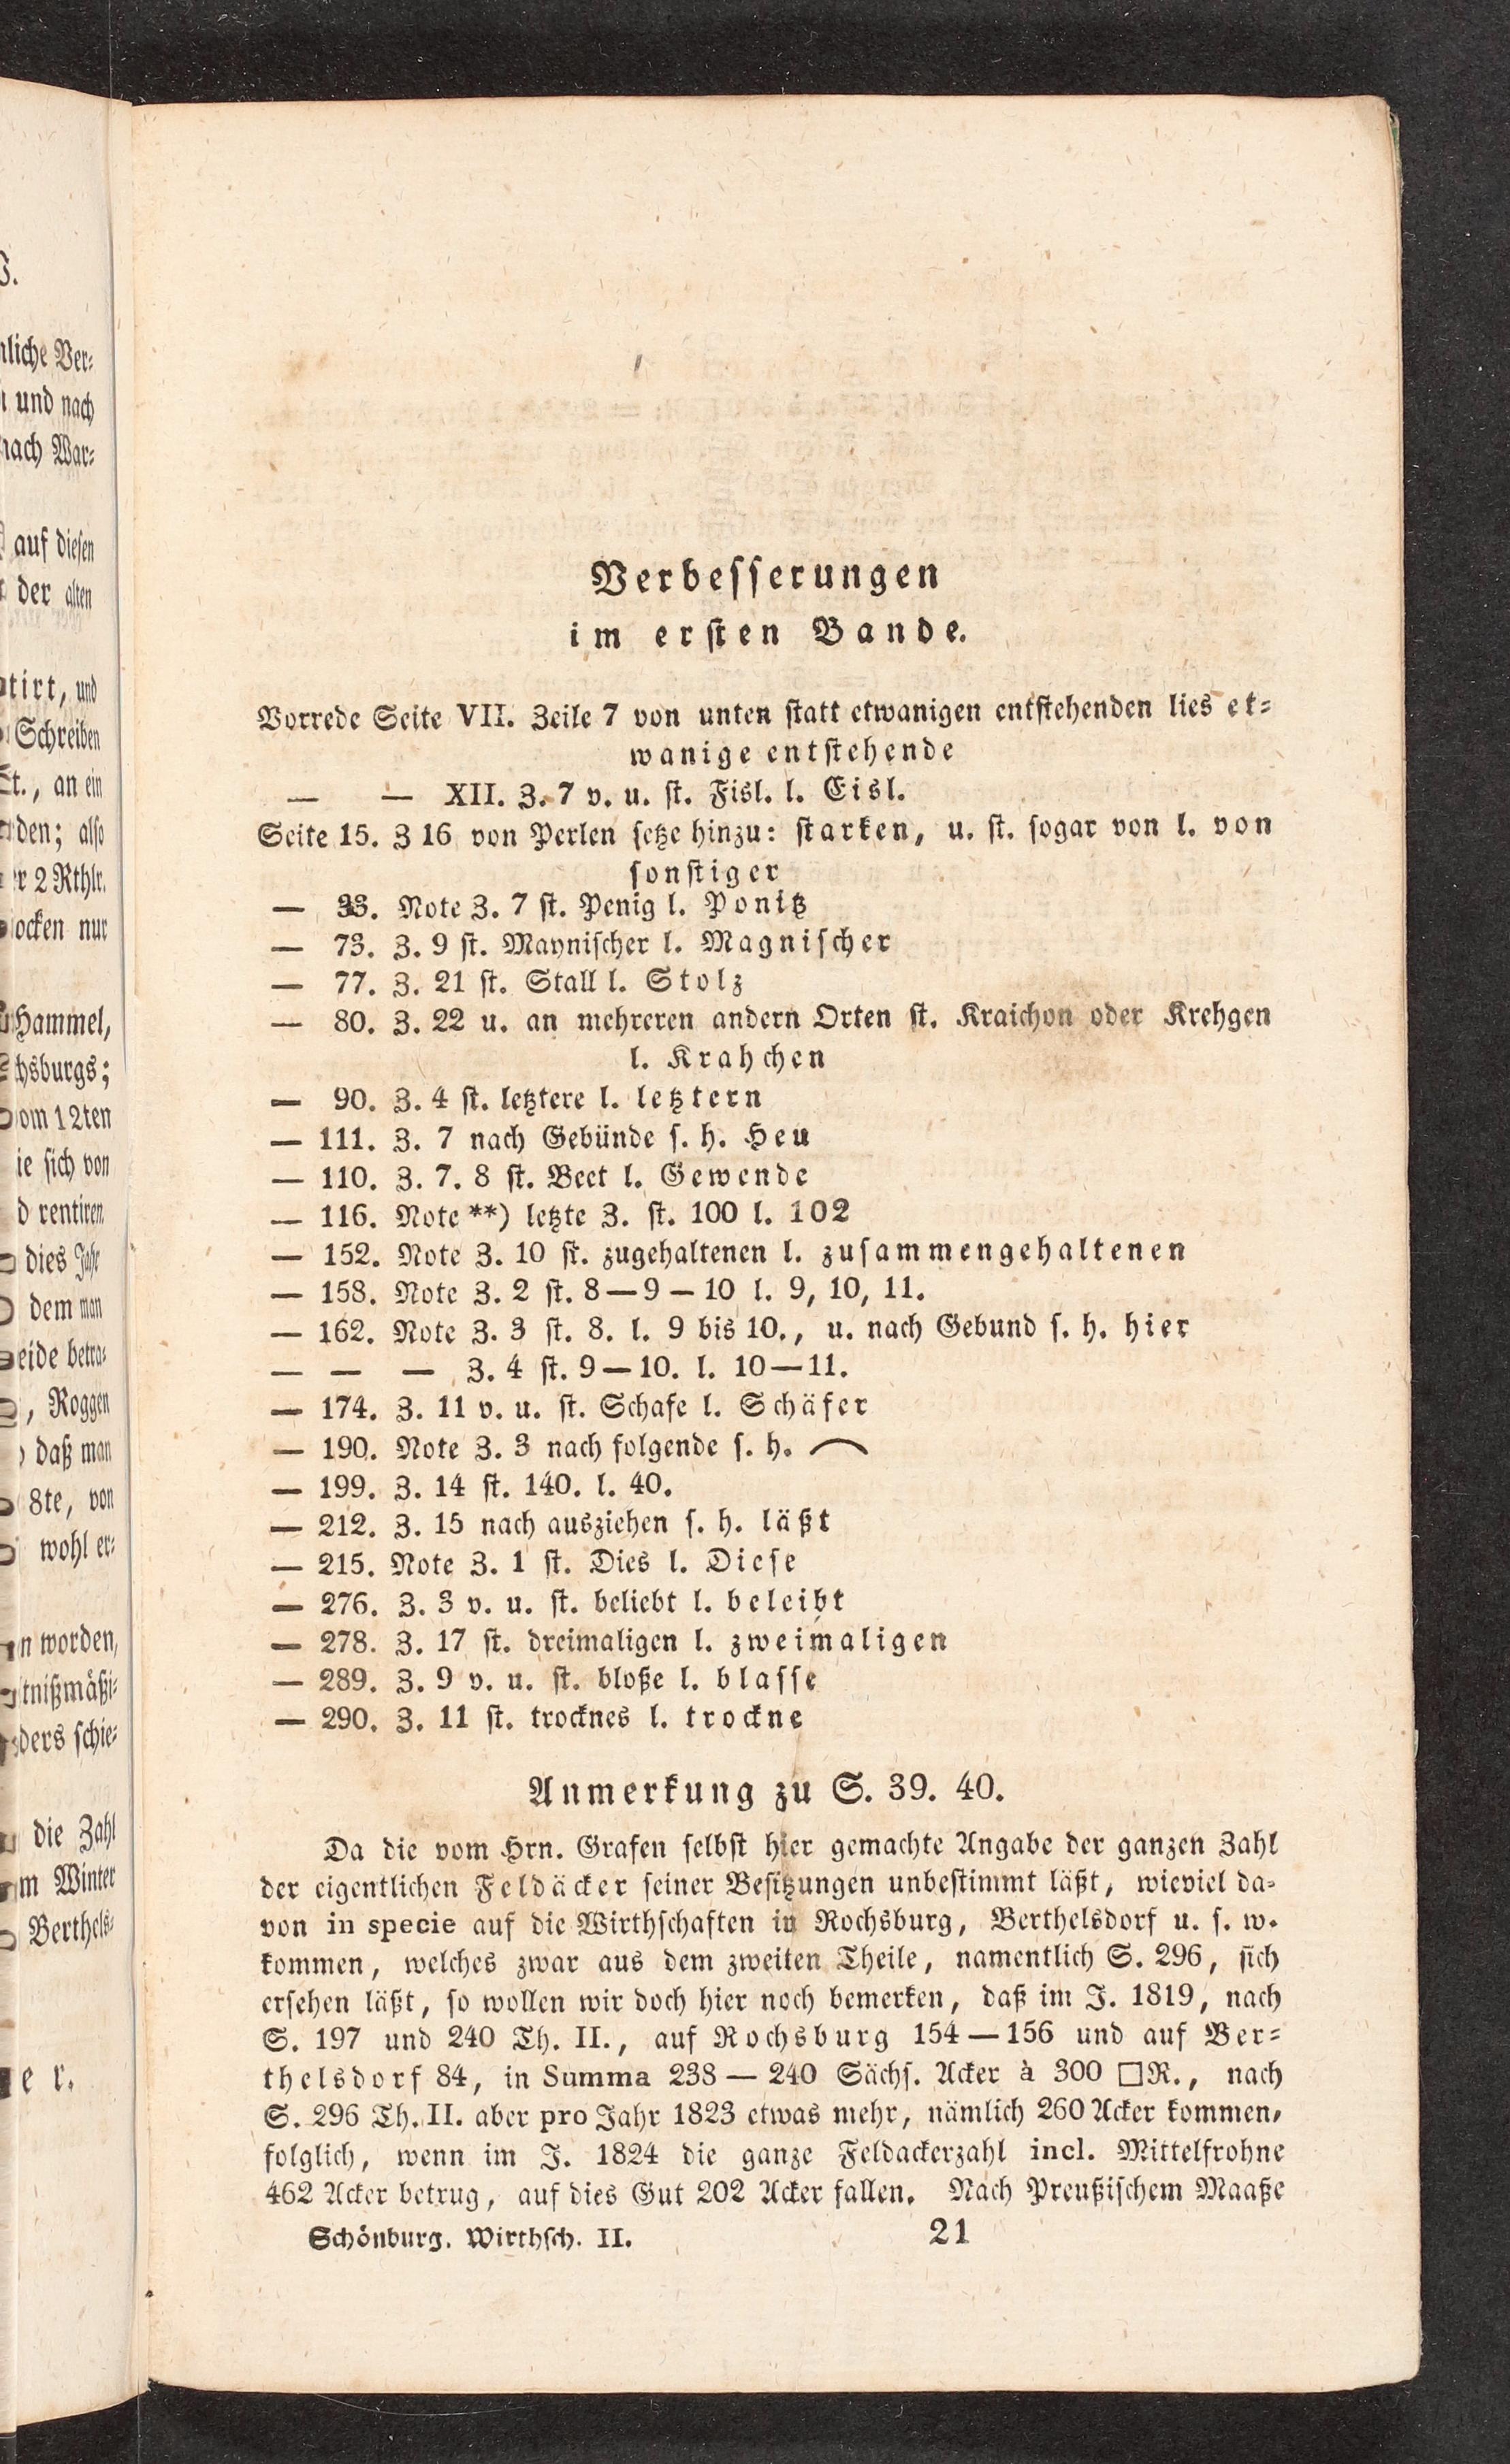 Verbesserungen
im ersten Bande.
Vorrede Seite VII. Zeile 7 von unten statt etwanigen entstehenden lies et-
wanige entstehende
— — XII. Z. 7 v. u. st. Fisl. l. Eisl.
Seite 15. Z 16 von Perlen setze hinzu: starken, u. st. sogar von l. von
sonstiger
— 33. Note Z. 7 st. Penig l. Ponitz
— 73. Z. 9 st. Maynischer l. Magnischer
— 77. Z. 21 st. Stall l. Stolz
— 80. Z. 22 u. an mehreren andern Orten st. Kraichon oder Krehgen
l. Krahchen
— 90. Z. 4 st. letztere l. letztern
— 111. Z. 7 nach Gebünde s. h. Heu
— 110. Z. 7. 8 st. Beet l. Gewende
— 116. Note **) letzte Z. st. 100 l. 102
— 152. Note Z. 10 st. zugehaltenen l. zusammengehaltenen
— 158. Note Z. 2 st. 8—9—10 l. 9, 10, 11.
— 162. Note Z. 3 st. 8. l. 9 bis 10., u. nach Gebund s. h. hier
— — — Z. 4 st. 9—10. l. 10—11.
— 174. Z. 11 v. u. st. Schafe l. Schäfer
— 190. Note Z. 3 nach folgende s. h. ⌒
— 199. Z. 14 st. 140. l. 40.
— 212. Z. 15 nach ausziehen s. h. läßt
— 215. Note Z. 1 st. Dies l. Diese
— 276. Z. 3 v. u. st. beliebt l. beleibt
— 278. Z. 17 st. dreimaligen l. zweimaligen
— 289. Z. 9 v. u. st. bloße l. blasse
— 290. Z. 11 st. trocknes l. trockne
Anmerkung zu S. 39. 40.
Da die vom Hrn. Grafen selbst hier gemachte Angabe der ganzen Zahl
der eigentlichen Feldäcker seiner Besitzungen unbestimmt läßt, wieviel da-
von in specie auf die Wirthschaften in Rochsburg, Berthelsdorf u. s. w.
kommen, welches zwar aus dem zweiten Theile, namentlich S. 296, sich
ersehen läßt, so wollen wir doch hier noch bemerken, daß im J. 1819, nach
S. 197 und 240 Th. II., auf Rochsburg 154—156 und auf Ber-
thelsdorf 84, in Summa 238—240 Sächs. Acker à 300 □R., nach
S. 296 Th. II. aber pro Jahr 1823 etwas mehr, nämlich 260 Acker kommen,
folglich, wenn im J. 1824 die ganze Feldackerzahl incl. Mittelfrohne
462 Acker betrug, auf dies Gut 202 Acker fallen. Nach Preußischem Maaße
Schönburg. Wirthsch. II. 21